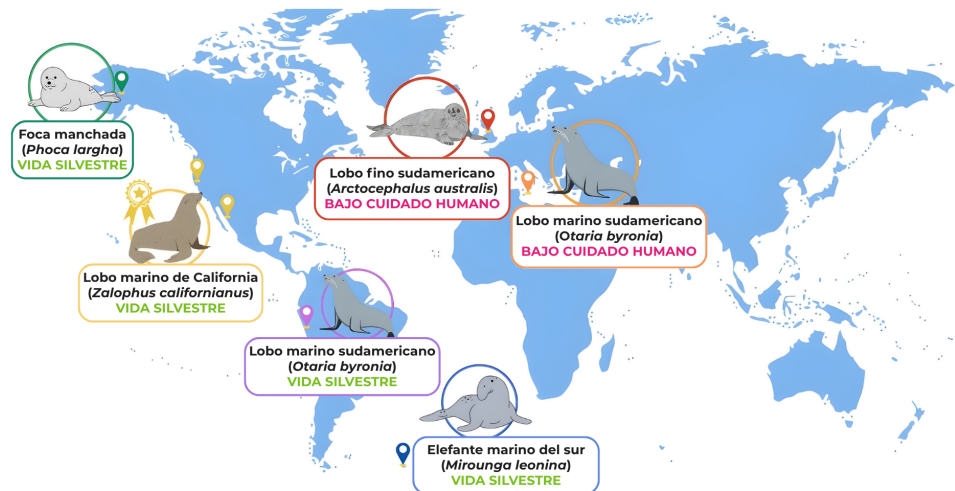 Foca manchada
(Phoca largha)
VIDA SILVESTRE
Lobo fino sudamericano
(Arctocephalus australis)
BAJO CUIDADO HUMANO
Lobo marino sudamericano
(Otaria byronia)
BAJO CUIDADO HUMANO
Lobo marino de California
(Zalophus californianus)
VIDA SILVESTRE
Lobo marino sudamericano
(Otaria byronia)
VIDA SILVESTRE
Elefante marino del sur
(Mirounga leonina)
VIDA SILVESTRE